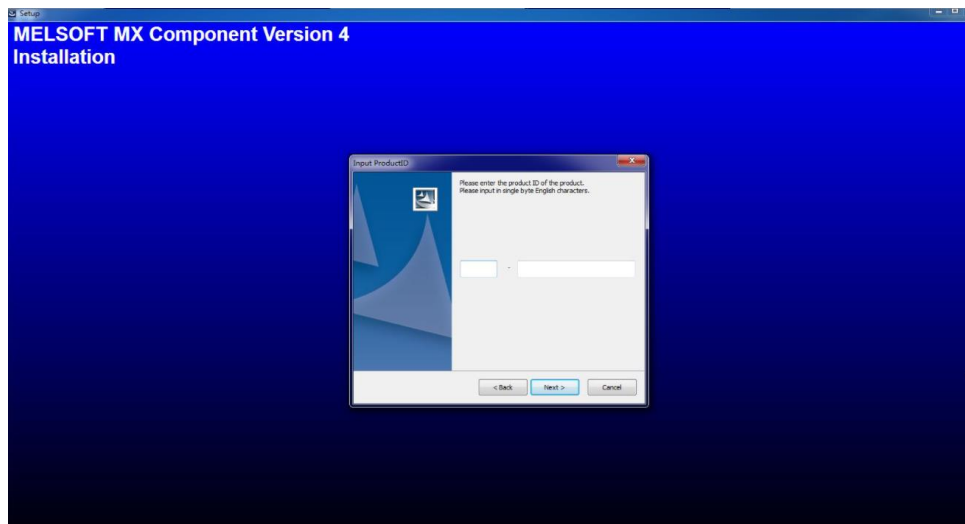 Setup
MELSOFT MX Component Version 4
Installation
Input ProductID
Please enter the product ID of the product.
Please input in single byte English characters.
-
< Back
Next >
Cancel